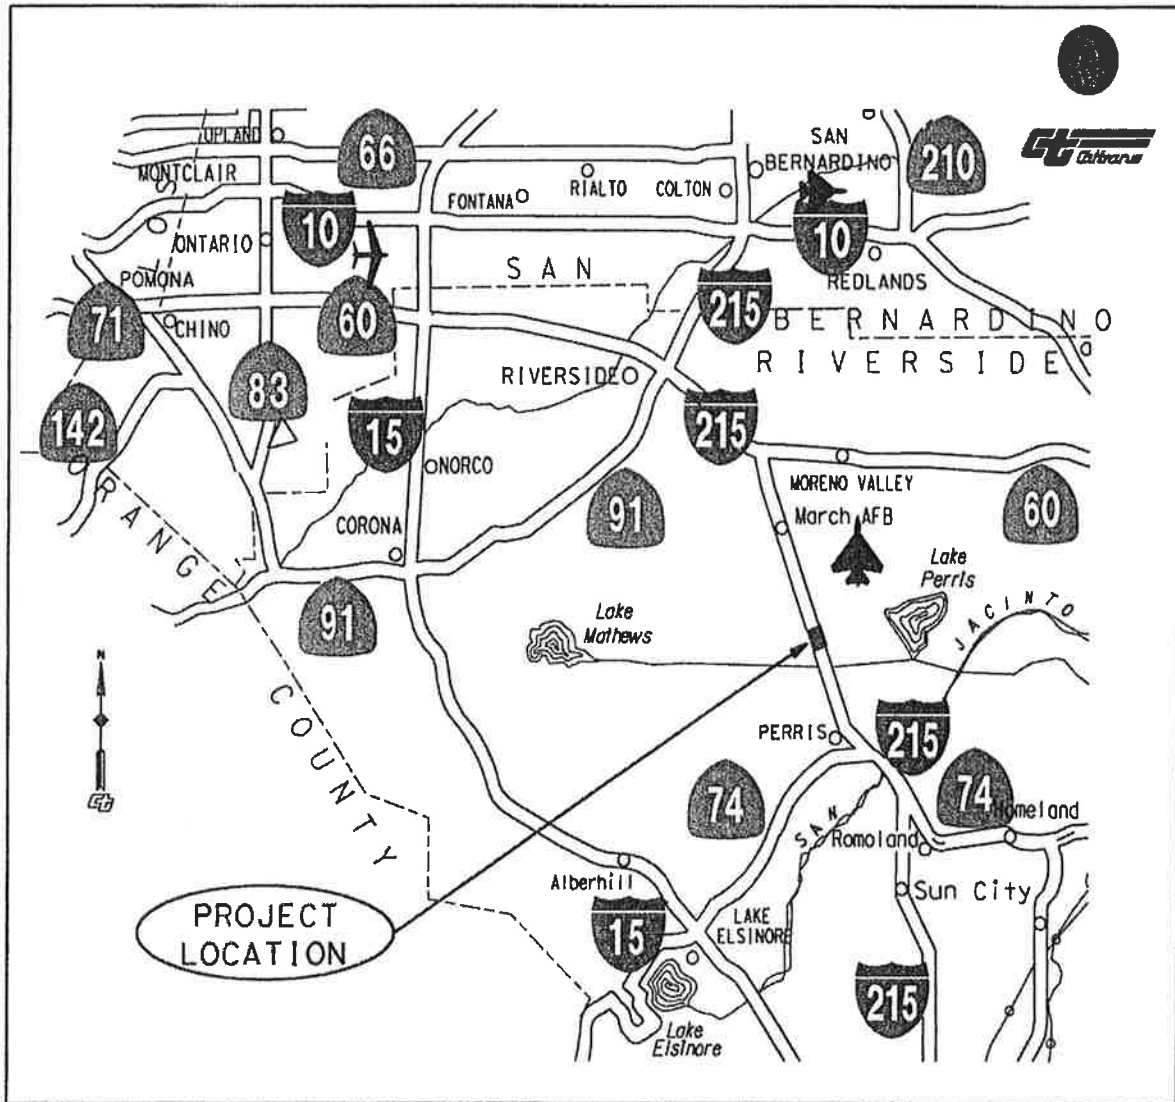 Caltrans
UPLAND
66
SAN
BERNARDINO
210
MONTCLAIR
FONTANA
RIALTO
COLTON
10
ONTARIO
10
POMONA
SAN
REDLANDS
71
CHINO
60
215
BERNARDINO
RIVERSIDE
RIVERSIDE
83
142
15
215
NORCO
MORENO VALLEY
ORANGE
COUNTY
CORONA
91
March AFB
60
Lake
Perris
91
Lake
Mathews
SAN
JACINTO
N
PERRIS
215
74
74
Homeland
Romoland
Alberhill
Sun City
PROJECT
LOCATION
15
LAKE
ELSINORE
215
Lake
Elsinore